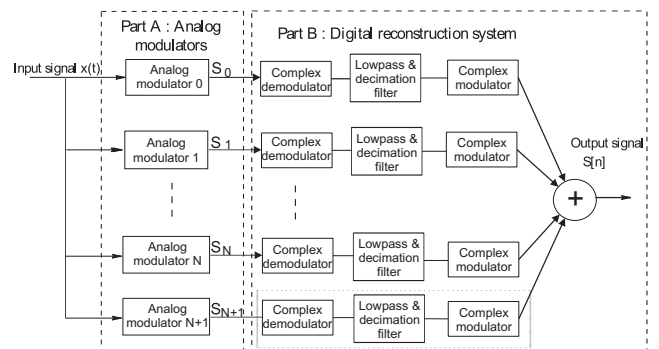 Part A : Analog
modulators
Part B : Digital reconstruction system
Input signal x(t)
Analog
modulator 0
S0
Complex
demodulator
Lowpass &
decimation
filter
Complex
modulator
Analog
modulator 1
S1
Complex
demodulator
Lowpass &
decimation
filter
Complex
modulator
Output signal
S[n]
+
Analog
modulator N
SN
Complex
demodulator
Lowpass &
decimation
filter
Complex
modulator
Analog
modulator N+1
SN+1
Complex
demodulator
Lowpass &
decimation
filter
Complex
modulator